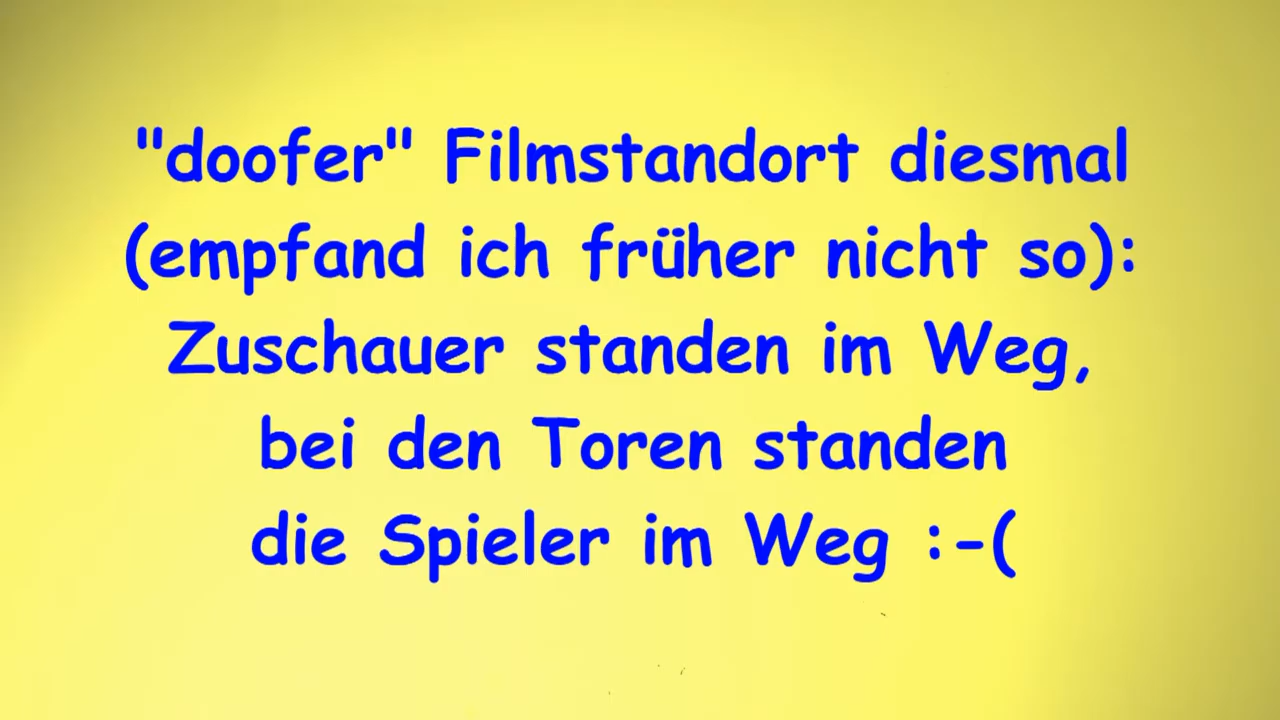 "doofer" Filmstandort diesmal
(empfand ich früher nicht so):
Zuschauer standen im Weg,
bei den Toren standen
die Spieler im Weg :-(